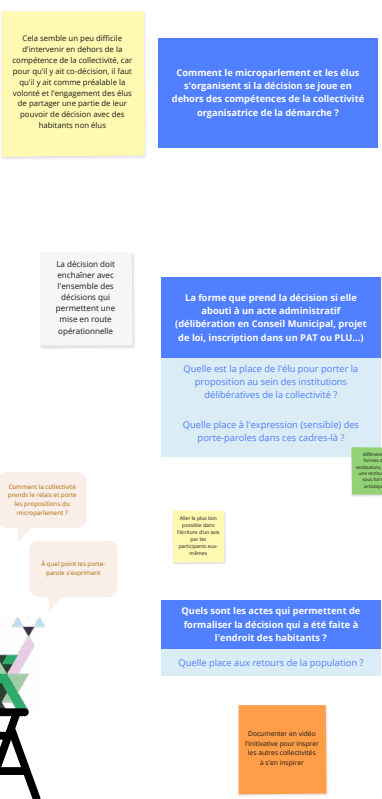 Cela semble un peu difficile
d'intervenir en dehors de la
compétence de la collectivité, car
pour qu'il y ait co-décision, il faut
qu'il y ait comme préalable la
volonté et l'engagement des élus
de partager une partie de leur
pouvoir de décision avec des
habitants non élus
Comment le microparlement et les élus
s'organisent si la décision se joue en
dehors des compétences de la collectivité
organisatrice de la démarche ?
La décision doit
enchaîner avec
l'ensemble des
décisions qui
permettent une
mise en route
opérationnelle
La forme que prend la décision si elle
abouti à un acte administratif
(délibération en Conseil Municipal, projet
de loi, inscription dans un PAT ou PLU...)
Quelle est la place de l'élu pour porter la
proposition au sein des institutions
délibératives de la collectivité ?
Quelle place à l'expression (sensible) des
porte-paroles dans ces cadres-là ?
formes
sous
Comment la collectivité
prends le relais et porte
les propositions du
microparlement ?
Aller le plus loin
possible dans
l'écriture d'un avis
par les
participants eux-
mêmes
À quel point les porte-
parole s'expriment
Quels sont les actes qui permettent de
formaliser la décision qui a été faite à
l'endroit des habitants ?
Quelle place aux retours de la population ?
Documenter en vidéo
l'initivative pour insprer
les autres collectivités
à s'en inspirer